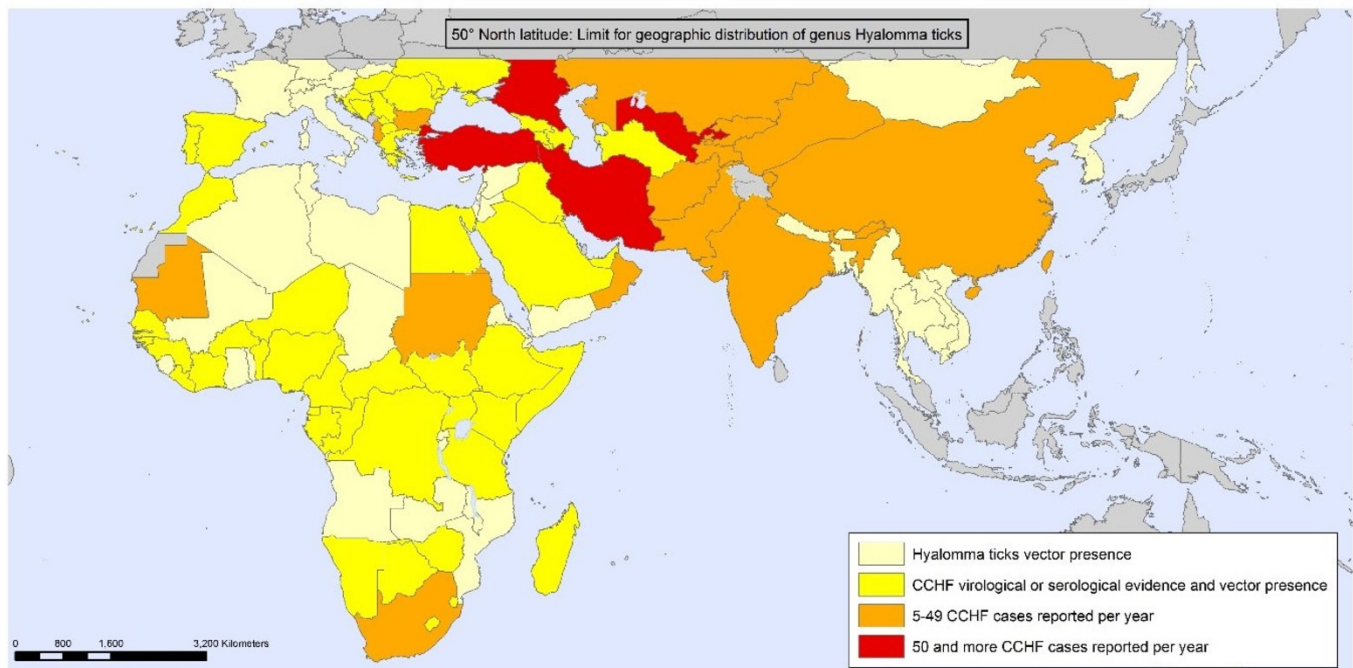 50° North latitude: Limit for geographic distribution of genus Hyalomma ticks
Hyalomma ticks vector presence
CCHF virological or serological evidence and vector presence
5-49 CCHF cases reported per year
50 and more CCHF cases reported per year
0 800 1,600 3,200 Kilometers